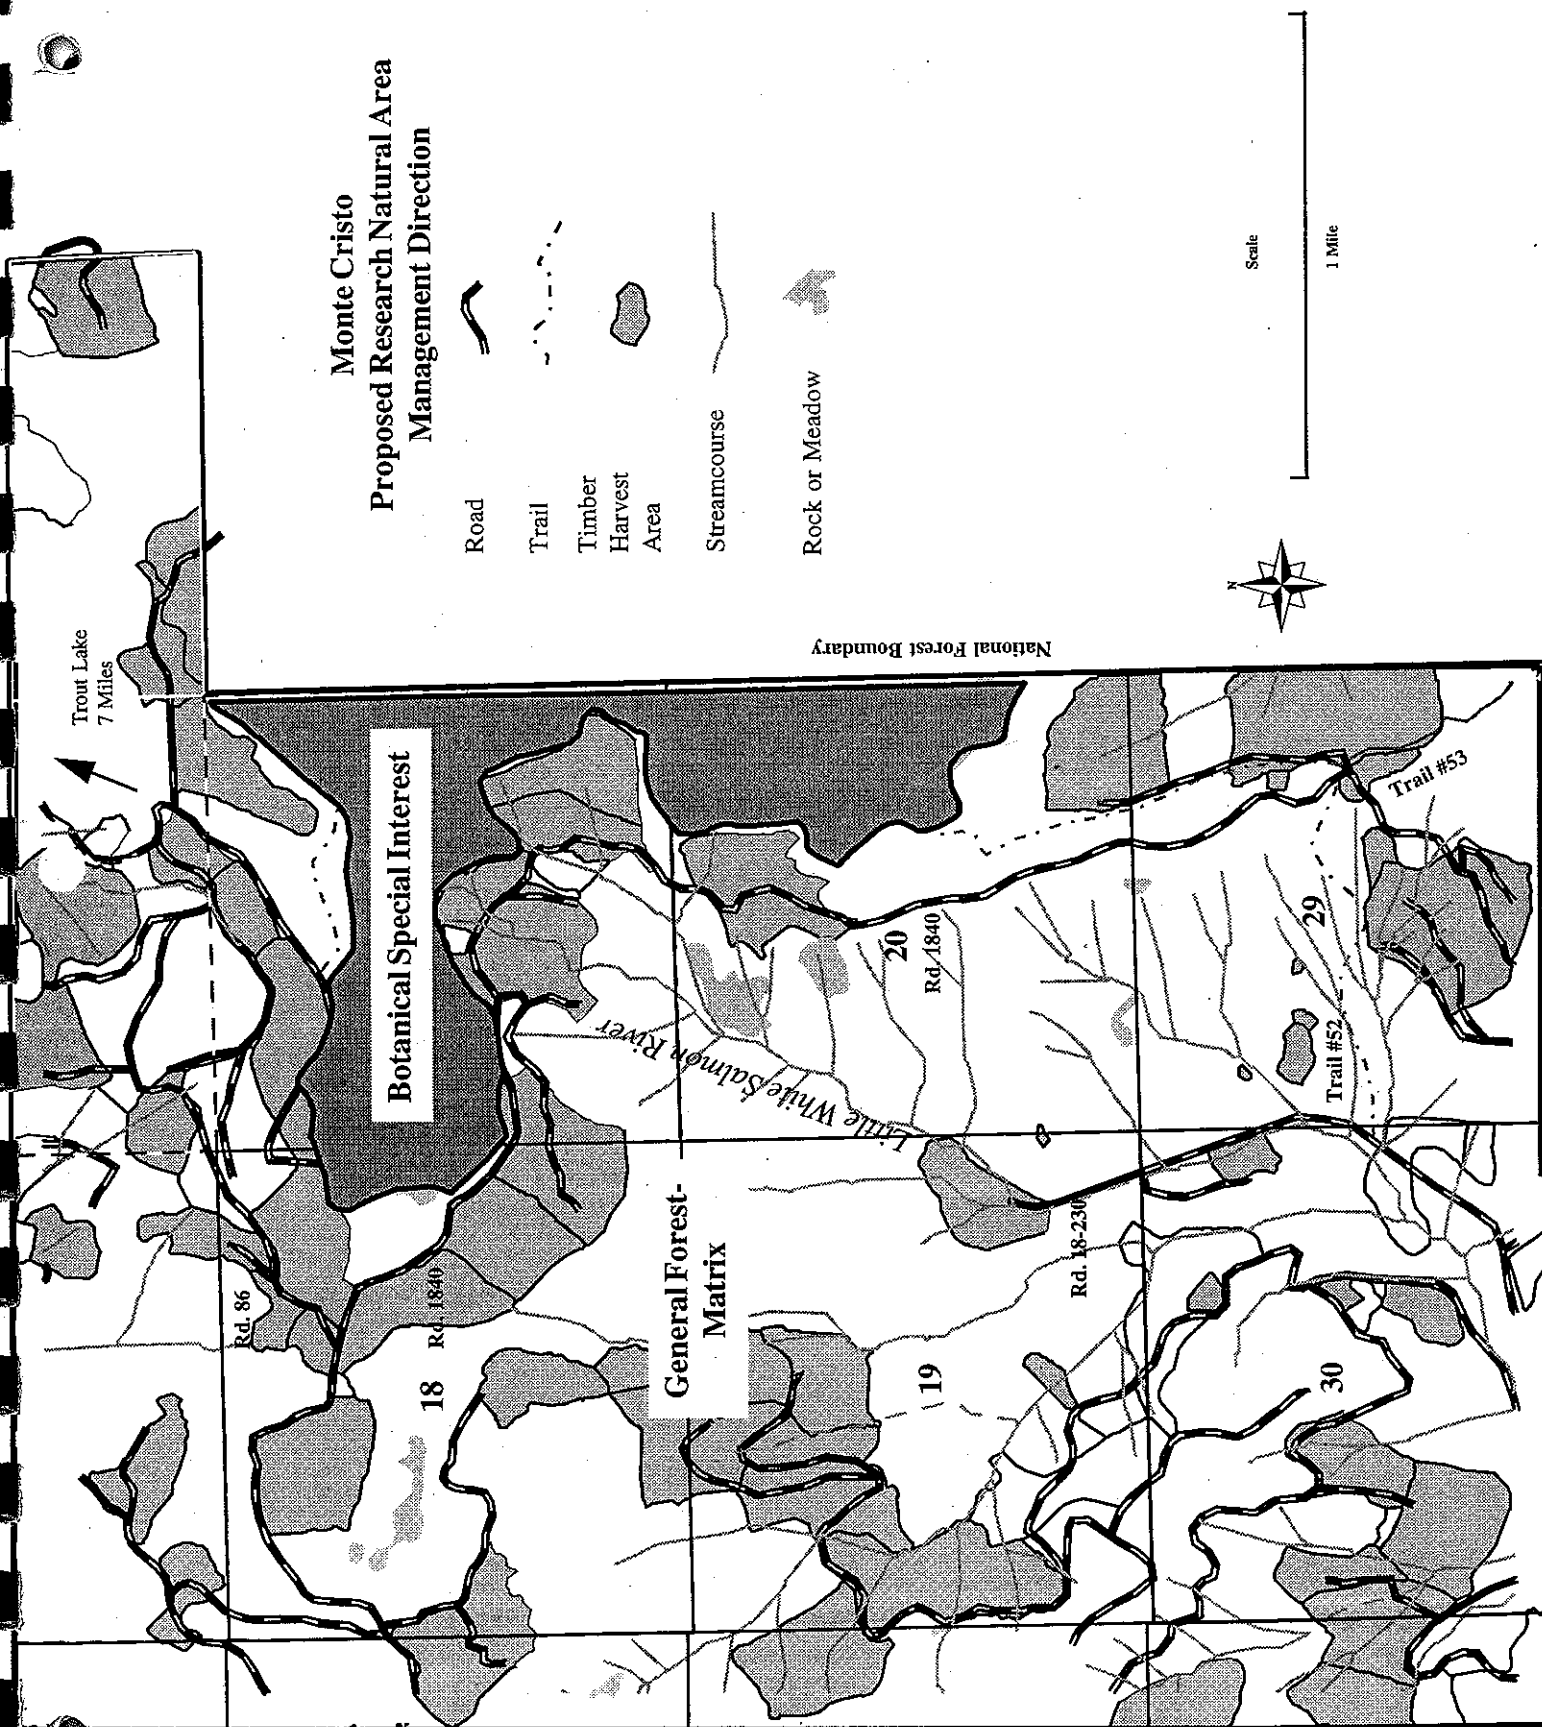 Monte Cristo
Proposed Research Natural Area
Management Direction
Road
Trail
Timber
Harvest
Area
Streamcourse
Rock or Meadow
Scale
1 Mile
N
National Forest Boundary
Trout Lake
7 Miles
Botanical Special Interest
General Forest-
Matrix
Little White Salmon River
Rd. 86
Rd. 1840
18
19
20
Rd. 1840
29
30
Rd. 18-230
Trail #52
Trail #53